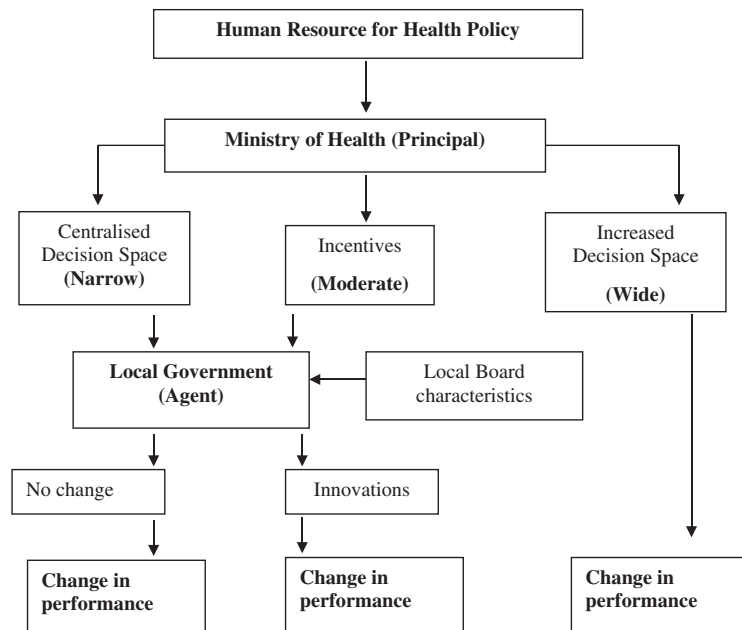 Human Resource for Health Policy
Ministry of Health (Principal)
Centralised
Decision Space
(Narrow)
Incentives
(Moderate)
Increased
Decision Space
(Wide)
Local Government
(Agent)
Local Board
characteristics
No change
Innovations
Change in
performance
Change in
performance
Change in
performance